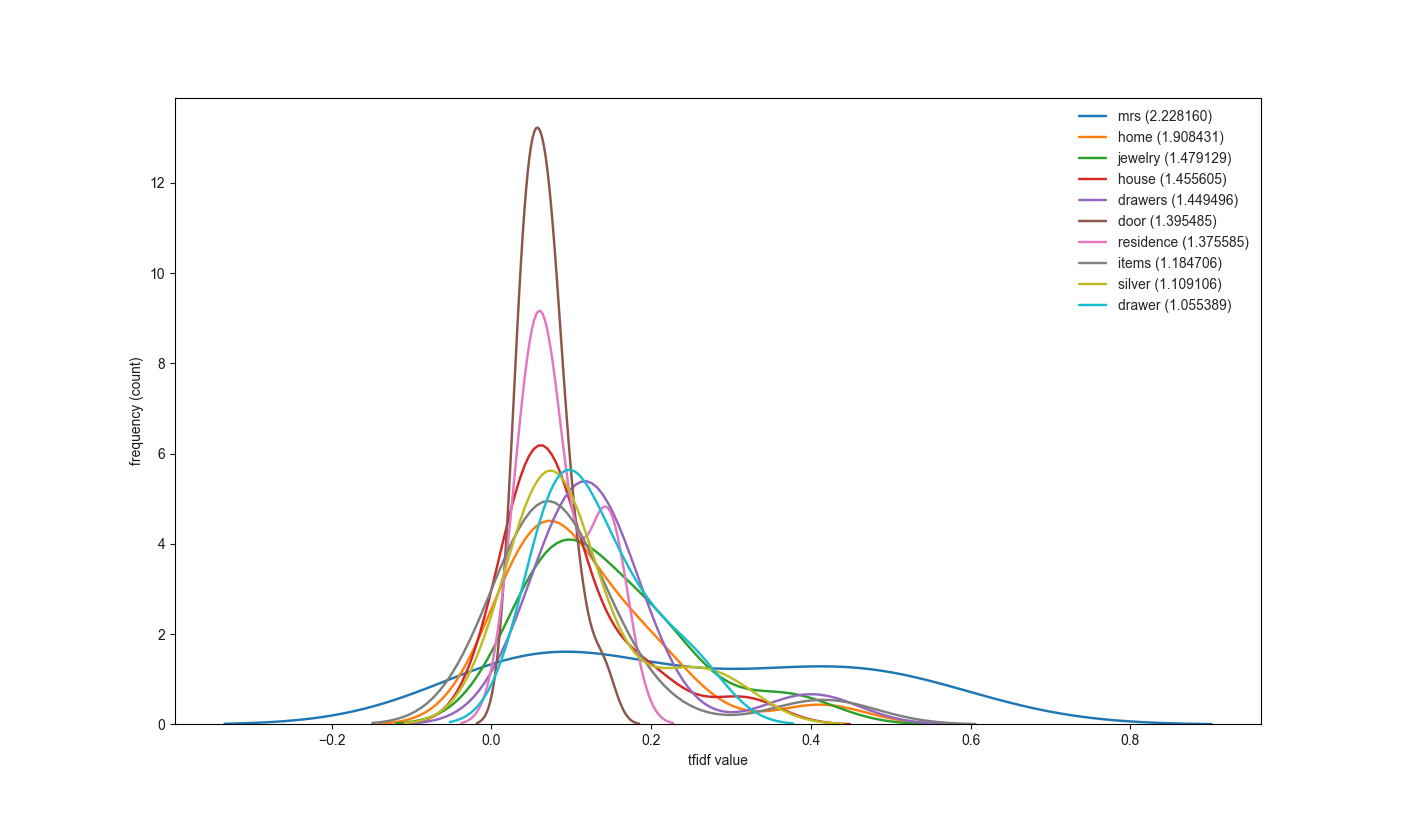 mrs (2.228160)
home (1.908431)
jewelry (1.479129)
house (1.455605)
drawers (1.449496)
door (1.395485)
residence (1.375585)
items (1.184706)
silver (1.109106)
drawer (1.055389)
12
10
8
6
4
2
0
frequency (count)
−0.2 0.0 0.2 0.4 0.6 0.8
tfidf value